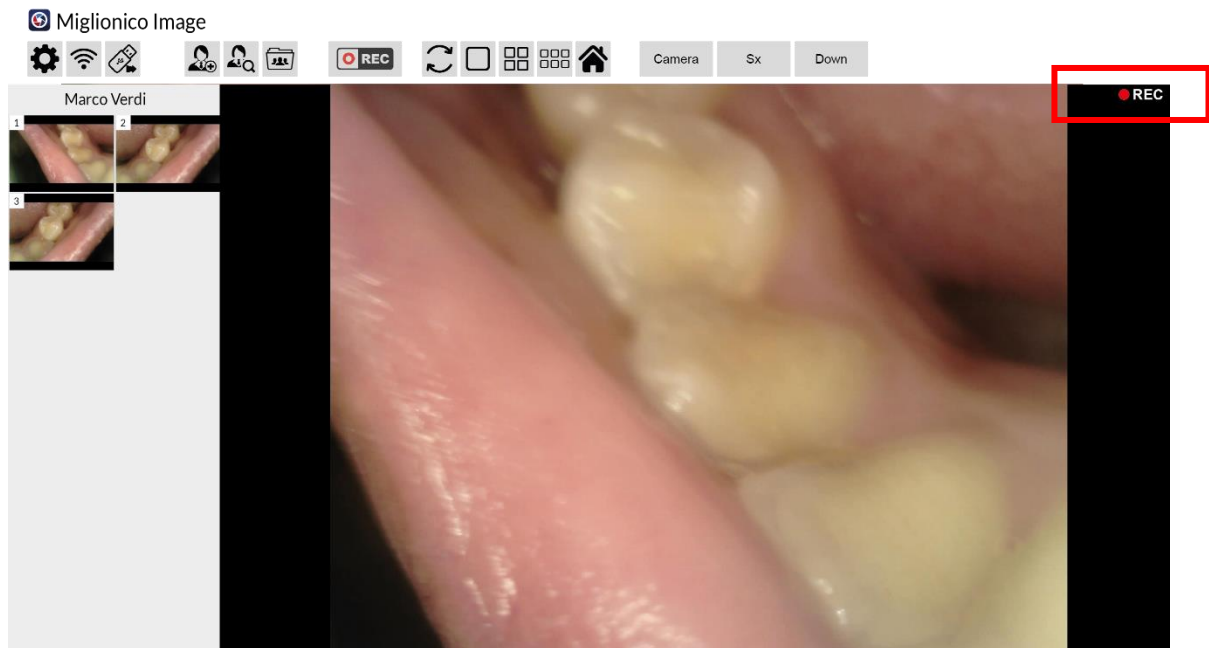 Miglionico Image
REC
Camera
Sx
Down
Marco Verdi
REC
1
2
3